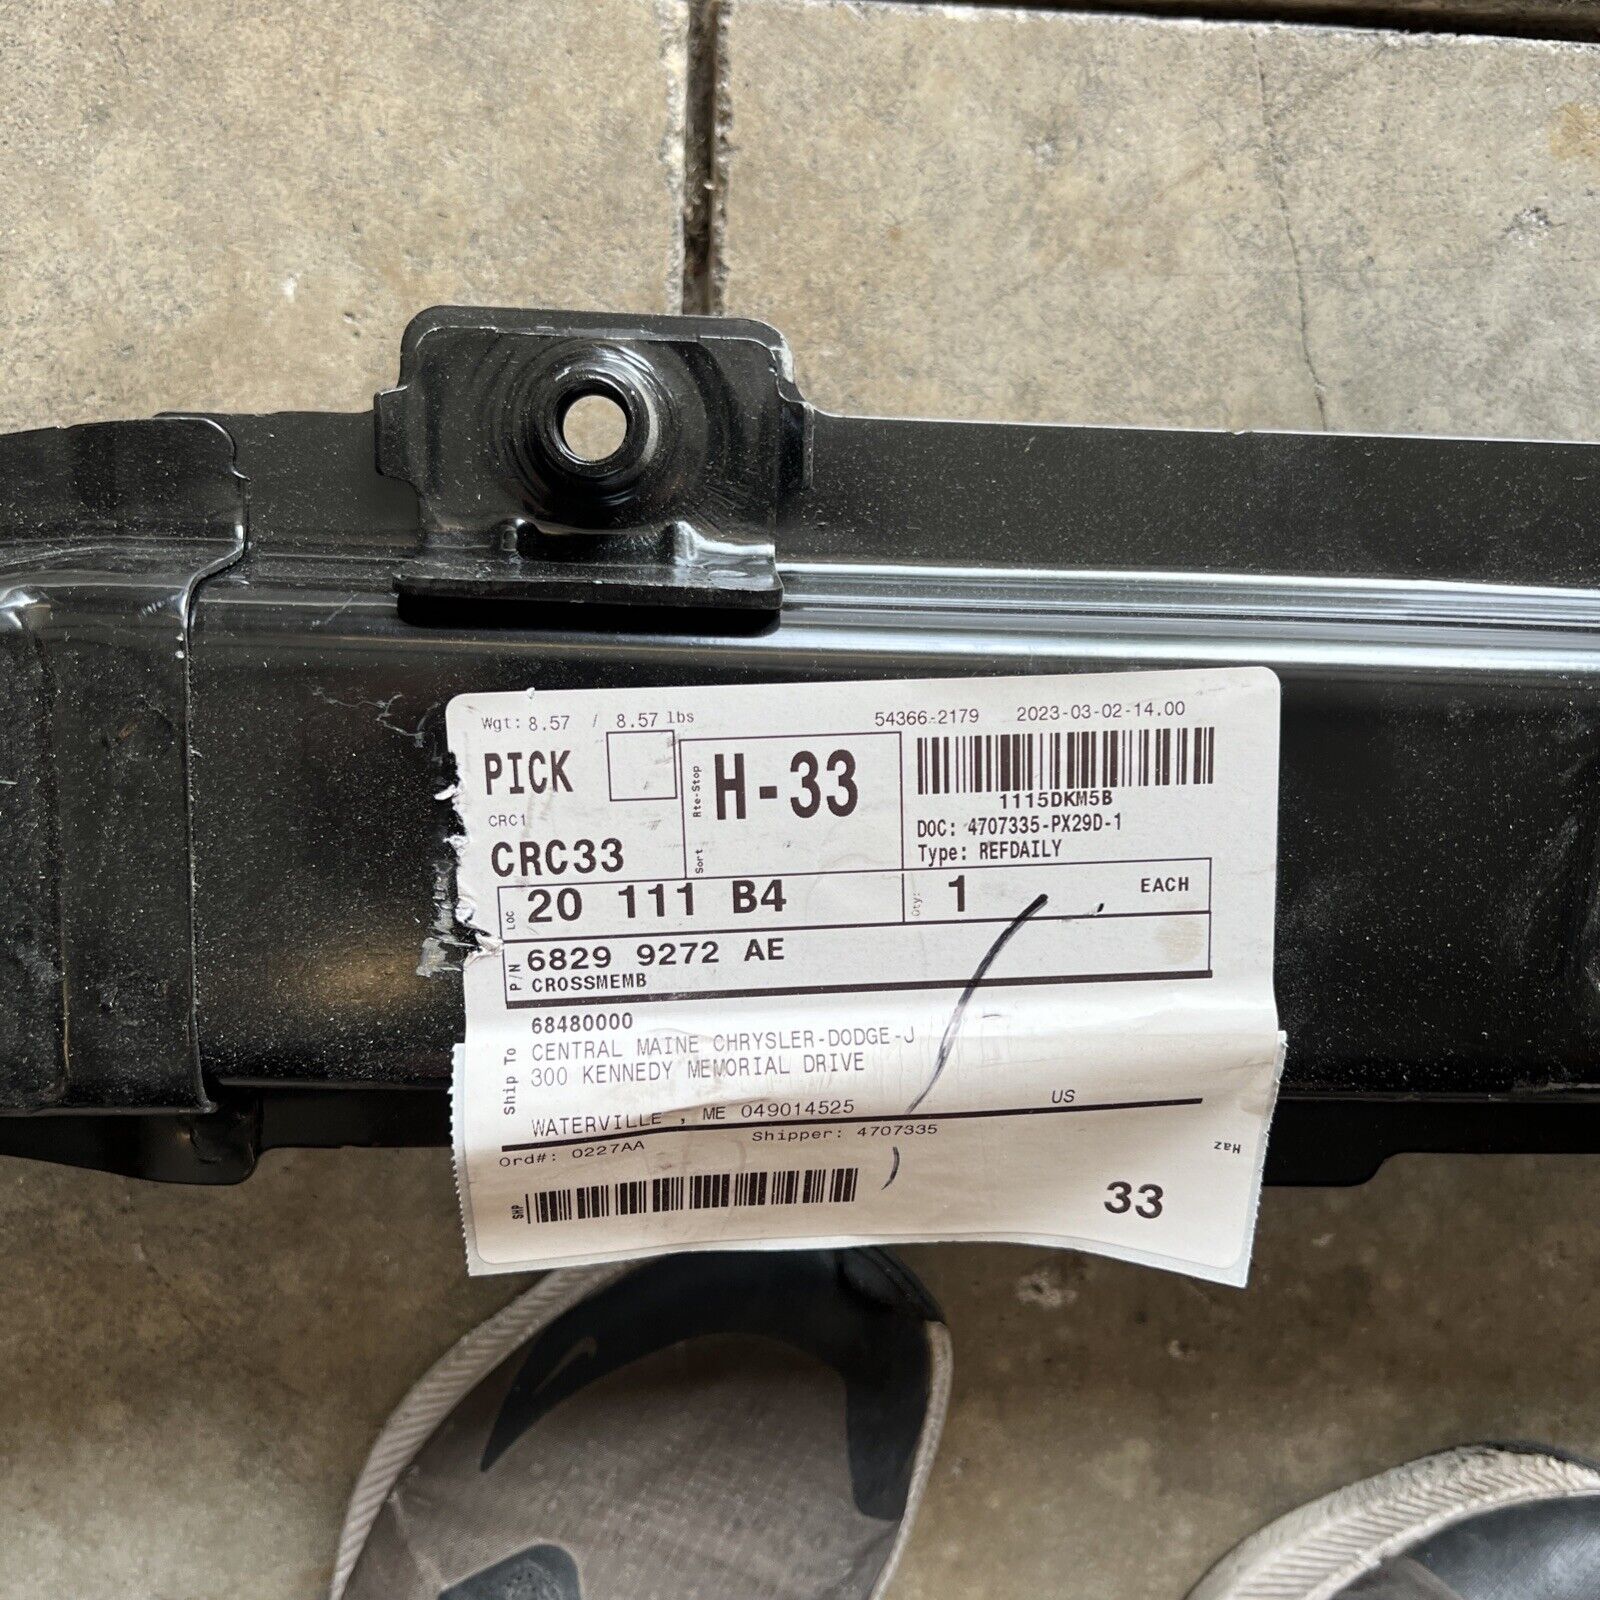 Wgt: 8.57 / 8.57 lbs 54366-2179 2023-03-02-14.00
PICK
CRC1
CRC33
Sort Rte-Stop
H-33
1115DKM5B
DOC: 4707335-PX29D-1
Type: REFDAILY
LOC 20 111 B4
Qty: 1 EACH
P/N 6829 9272 AE
CROSSMEMB
Ship To
68480000
CENTRAL MAINE CHRYSLER-DODGE-J
300 KENNEDY MEMORIAL DRIVE
WATERVILLE , ME 049014525 US
Ord#: 0227AA Shipper: 4707335
Haz
SHP
33